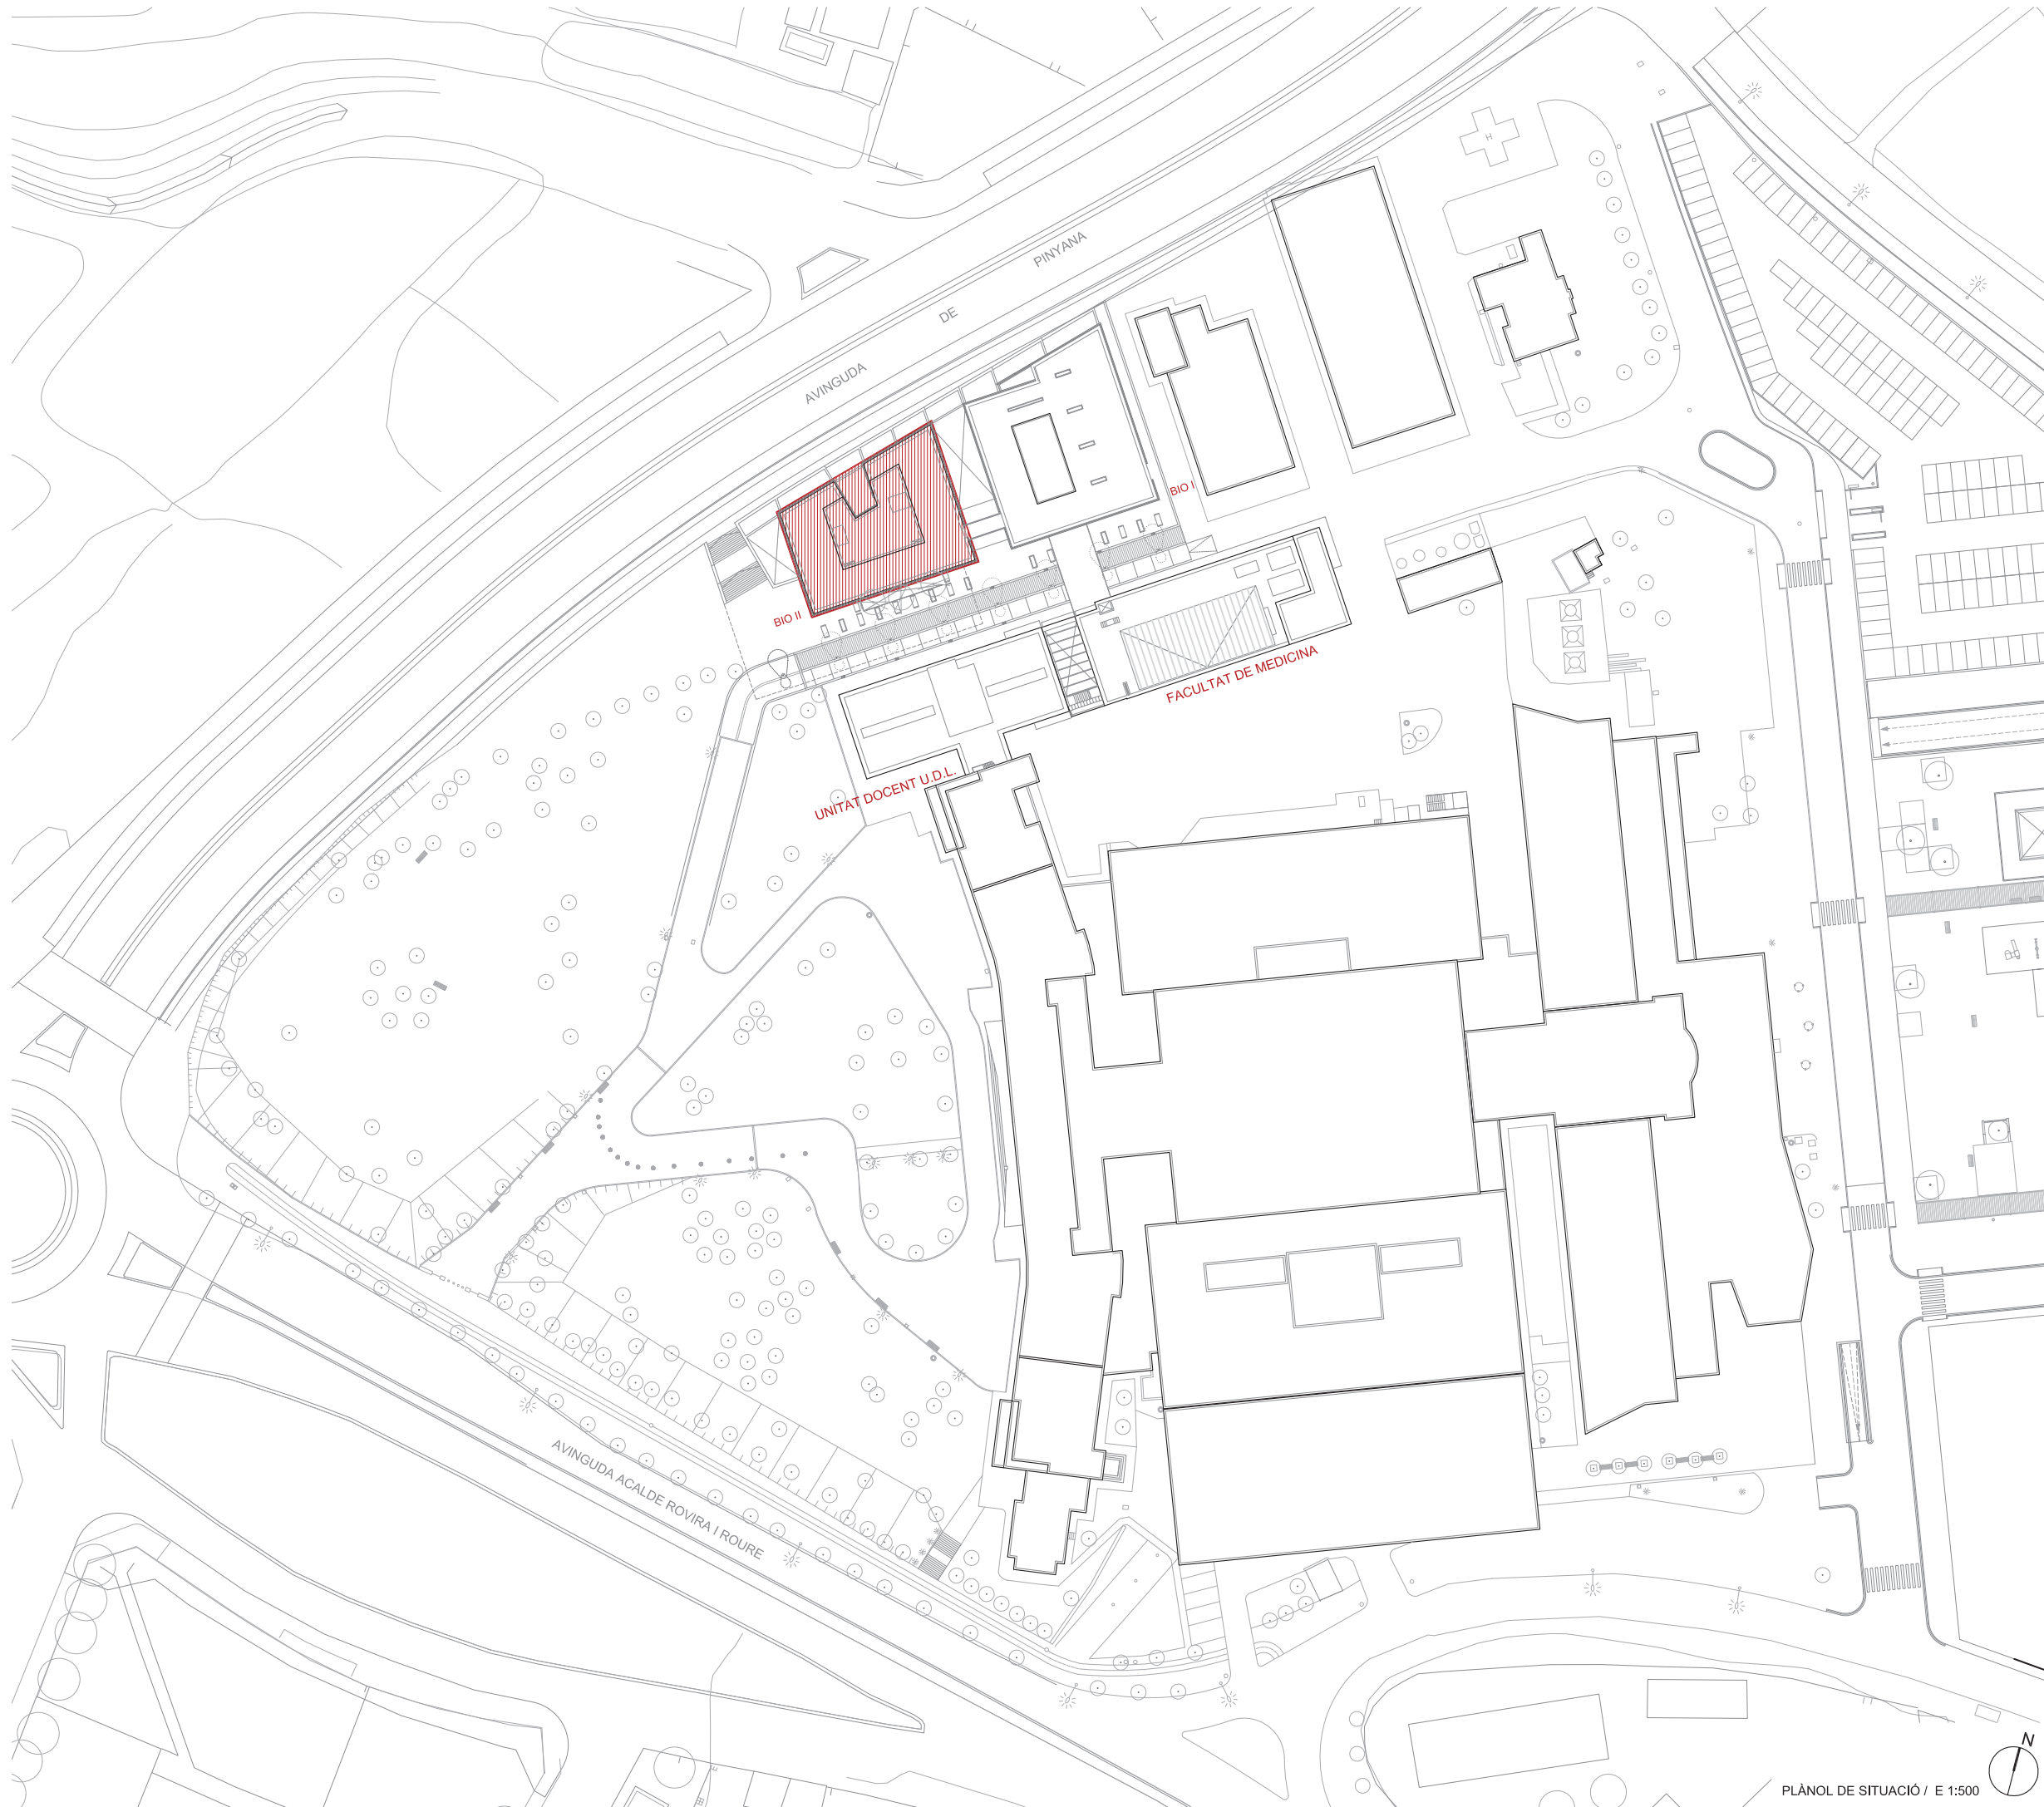 H
PINYANA
DE
AVINGUDA
BIO I
BIO II
FACULTAT DE MEDICINA
UNITAT DOCENT U.D.L.
AVINGUDA ACALDE ROVIRA I ROURE
N
PLÀNOL DE SITUACIÓ / E 1:500